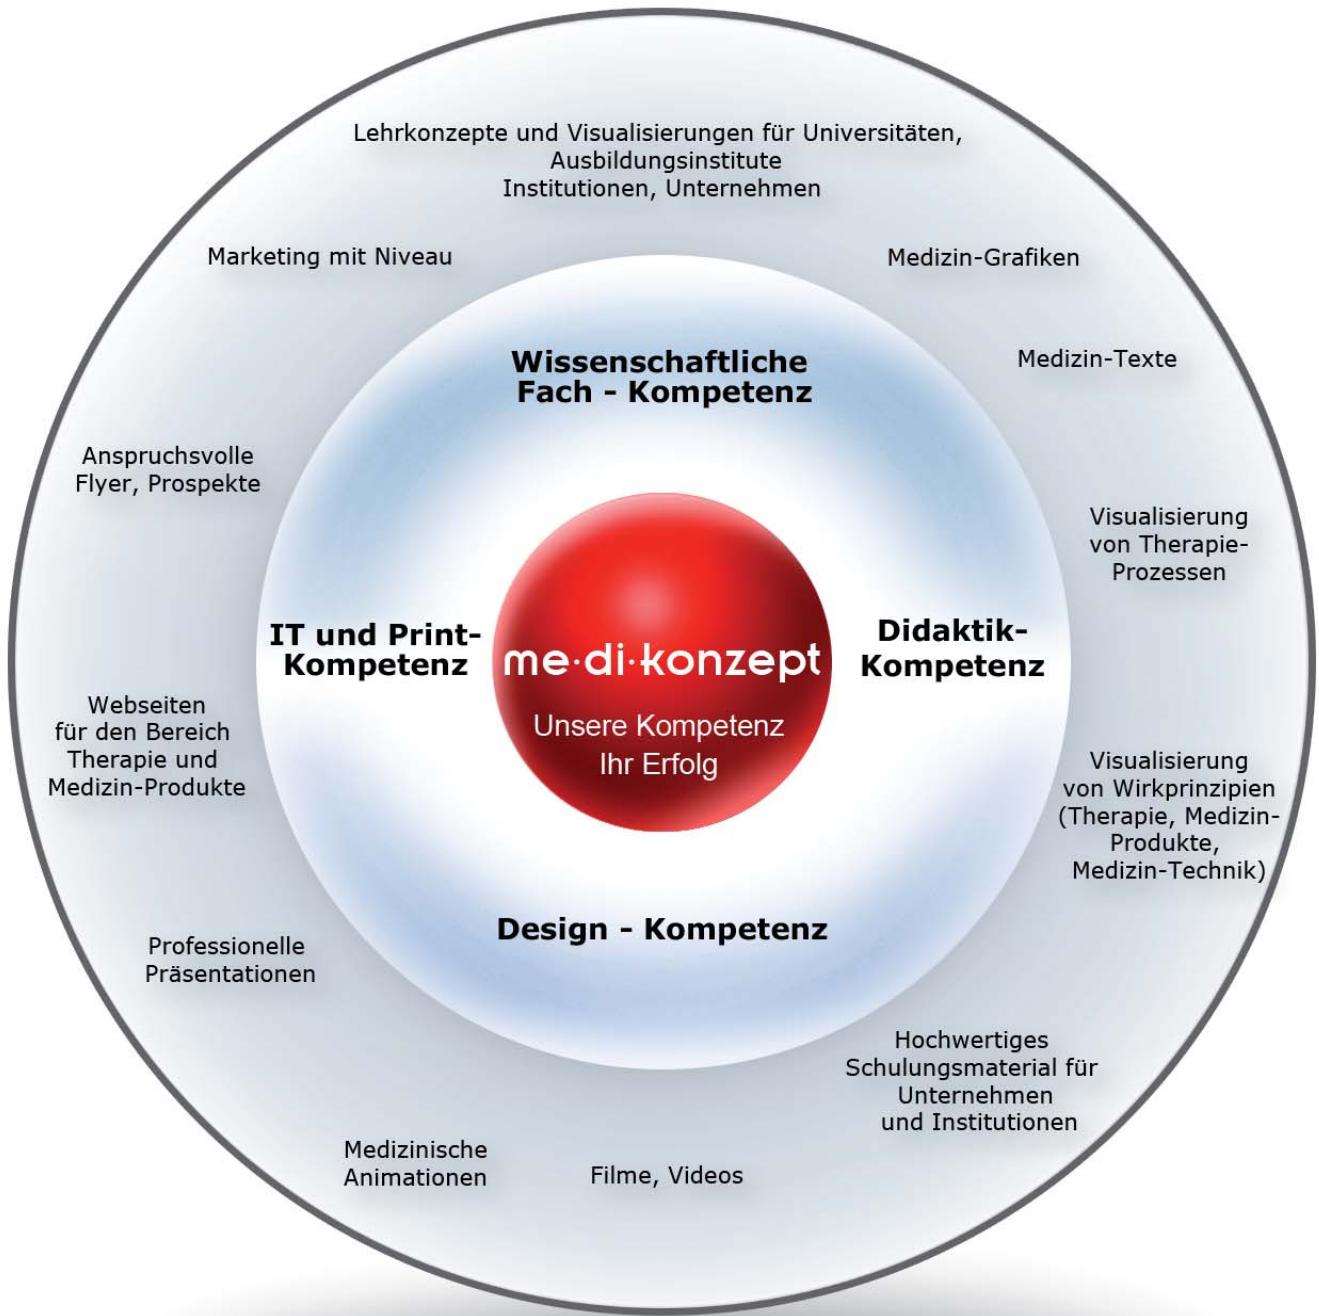 Lehrkonzepte und Visualisierungen für Universitäten,
Ausbildungsinstitute
Institutionen, Unternehmen
Marketing mit Niveau
Medizin-Grafiken
Medizin-Texte
Anspruchsvolle
Flyer, Prospekte
Visualisierung
von Therapie-
Prozessen
Webseiten
für den Bereich
Therapie und
Medizin-Produkte
Visualisierung
von Wirkprinzipien
(Therapie, Medizin-
Produkte,
Medizin-Technik)
Professionelle
Präsentationen
Hochwertiges
Schulungsmaterial für
Unternehmen
und Institutionen
Medizinische
Animationen
Filme, Videos
Wissenschaftliche
Fach - Kompetenz
IT und Print-
Kompetenz
Didaktik-
Kompetenz
Design - Kompetenz
me·di·konzept
Unsere Kompetenz
Ihr Erfolg